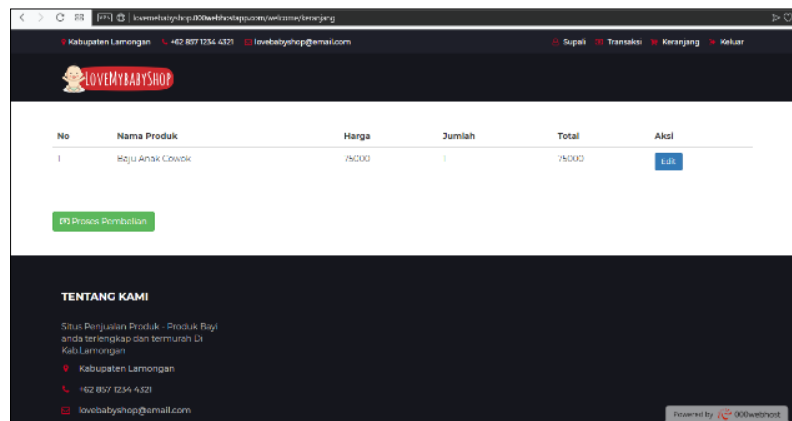 lovemebabyshop.000webhostapp.com/welcome/keranjang
Kabupaten Lamongan +62 857 1234 4321 lovebabyshop@email.com Supali Transaksi Keranjang Keluar
LOVEMYBABYSHOP
No Nama Produk Harga Jumlah Total Aksi
1 Baju Anak Cowok 75000 1 75000 Edit
Proses Pembelian
TENTANG KAMI
Situs Penjualan Produk - Produk Bayi
anda terlengkap dan termurah Di
Kab.Lamongan
Kabupaten Lamongan
+62 857 1234 4321
lovebabyshop@email.com
Powered by 000webhost